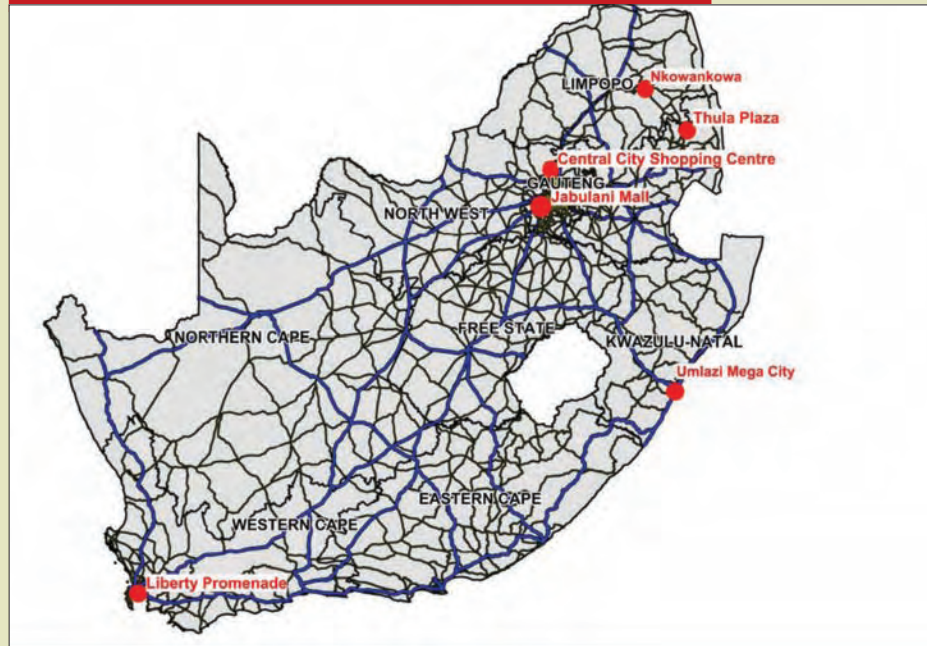 Nkowankowa
LIMPOPO
Thula Plaza
Central City Shopping Centre
GAUTENG
Jabulani Mall
NORTH WEST
NORTHERN CAPE
FREE STATE
KWAZULU-NATAL
Umlazi Mega City
EASTERN CAPE
WESTERN CAPE
Liberty Promenade